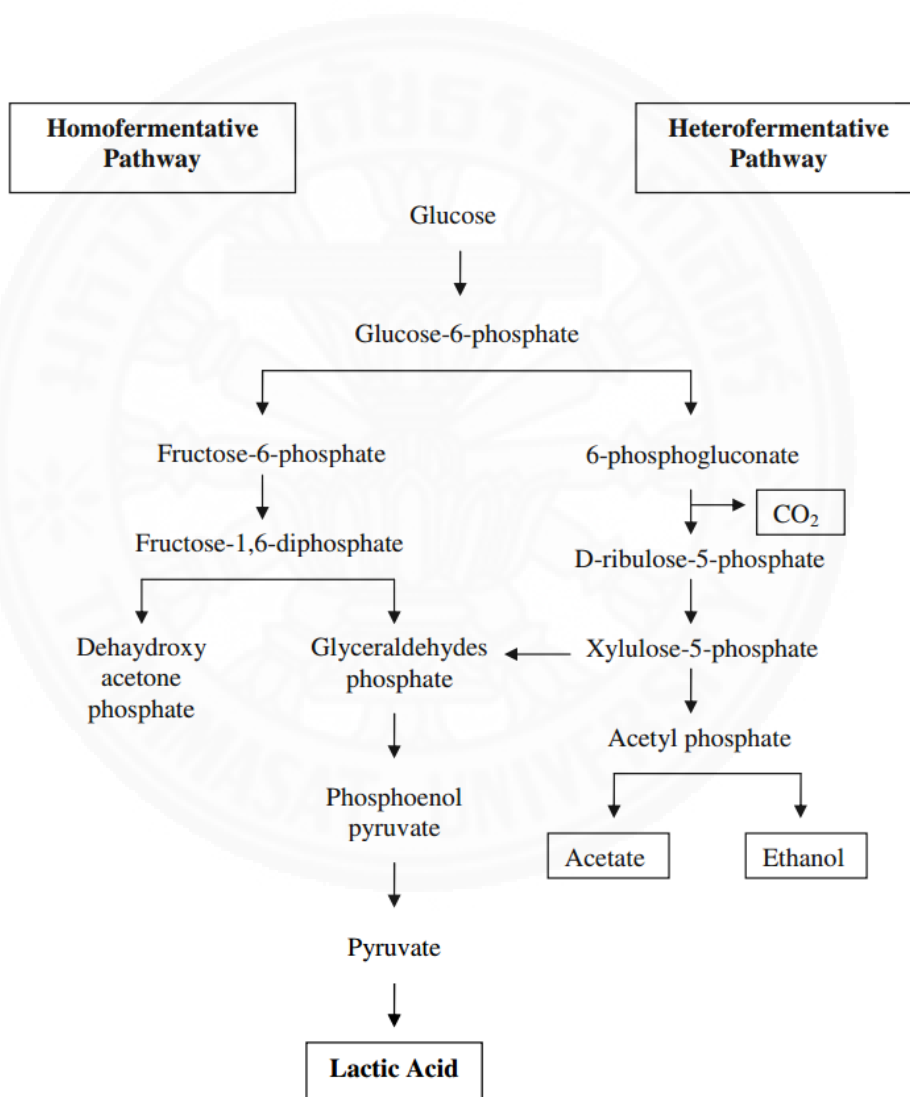 Homofermentative
Pathway
Heterofermentative
Pathway
Glucose
Glucose-6-phosphate
Fructose-6-phosphate
6-phosphogluconate
CO₂
Fructose-1,6-diphosphate
D-ribulose-5-phosphate
Dehaydroxy
acetone
phosphate
Glyceraldehydes
phosphate
Xylulose-5-phosphate
Acetyl phosphate
Phosphoenol
pyruvate
Acetate
Ethanol
Pyruvate
Lactic Acid